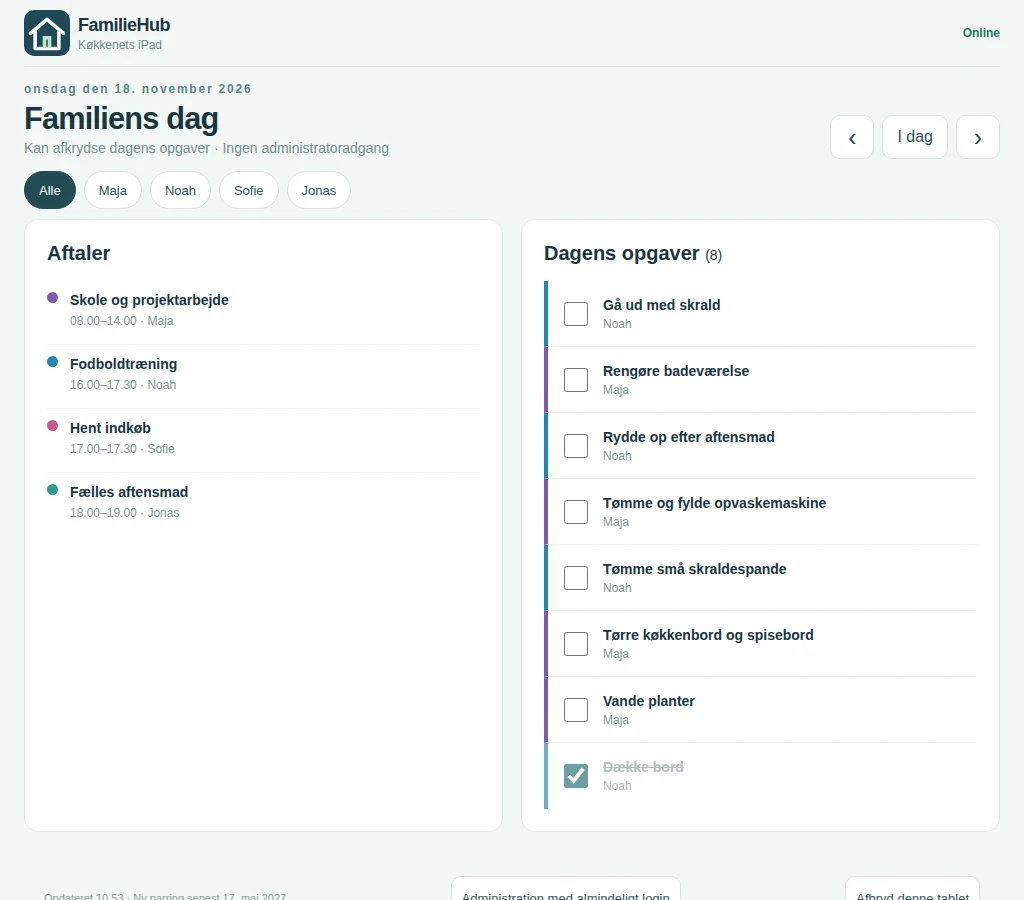 FamilieHub
Køkkenets iPad
Online
onsdag den 18. november 2026
Familiens dag
Kan afkrydse dagens opgaver · Ingen administratoradgang
‹
I dag
›
Alle
Maja
Noah
Sofie
Jonas
Aftaler
Skole og projektarbejde
08.00–14.00 · Maja
Fodboldtræning
16.00–17.30 · Noah
Hent indkøb
17.00–17.30 · Sofie
Fælles aftensmad
18.00–19.00 · Jonas
Dagens opgaver (8)
Gå ud med skrald
Noah
Rengøre badeværelse
Maja
Rydde op efter aftensmad
Noah
Tømme og fylde opvaskemaskine
Maja
Tømme små skraldespande
Noah
Tørre køkkenbord og spisebord
Maja
Vande planter
Maja
Dække bord
Noah
Opdateret 10.53 · Ny parring senest 17. maj 2027
Administration med almindeligt login
Afbryd denne tablet